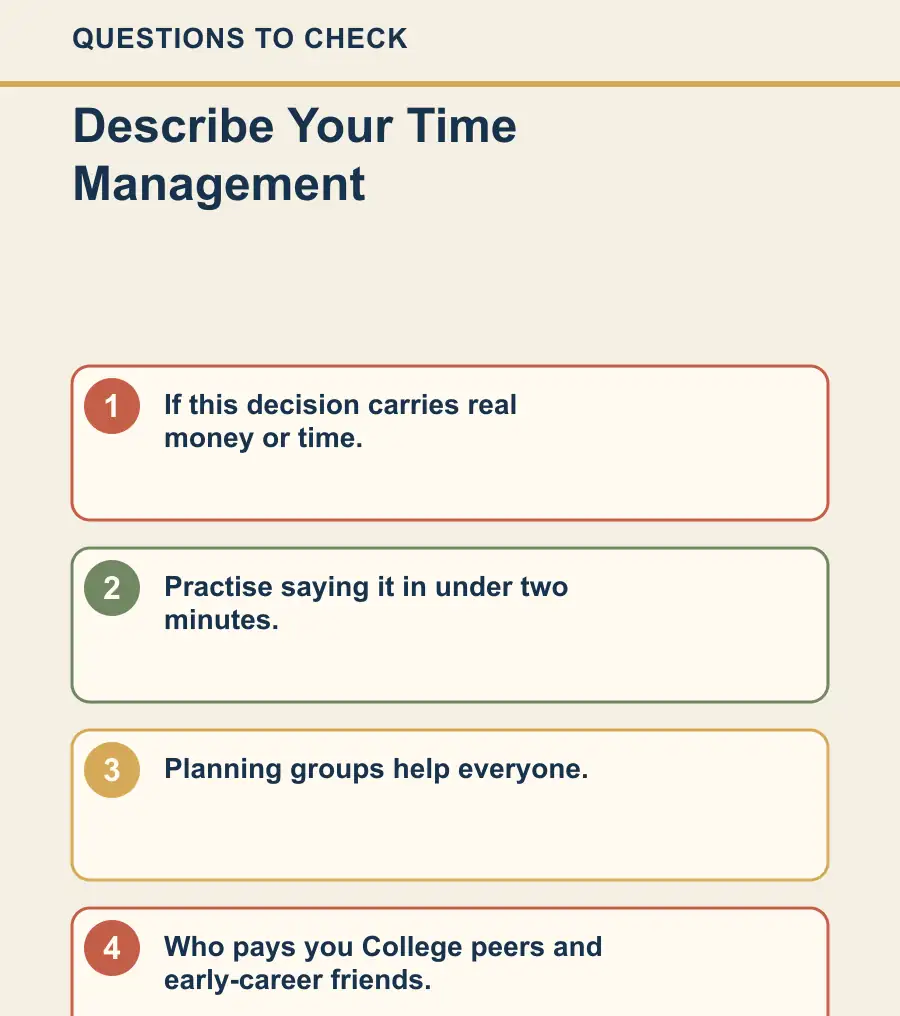 QUESTIONS TO CHECK
Describe Your Time
Management
1
If this decision carries real
money or time.
2
Practise saying it in under two
minutes.
3
Planning groups help everyone.
4
Who pays you College peers and
early-career friends.